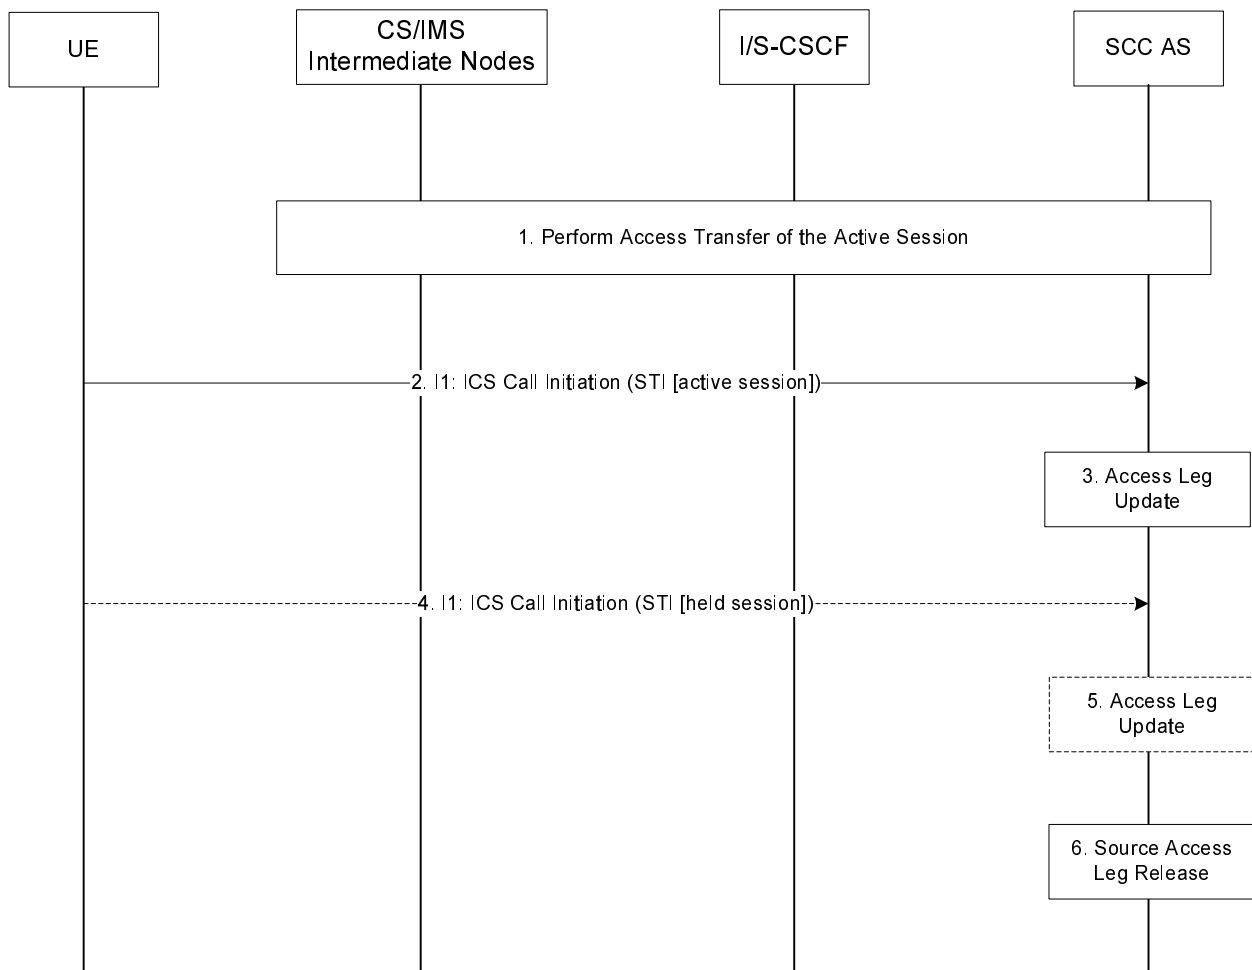 UE
CS/IMS
Intermediate Nodes
I/S-CSCF
SCC AS
1. Perform Access Transfer of the Active Session
2. I1: ICS Call Initiation (STI [active session])
3. Access Leg
Update
4. I1: ICS Call Initiation (STI [held session])
5. Access Leg
Update
6. Source Access
Leg Release